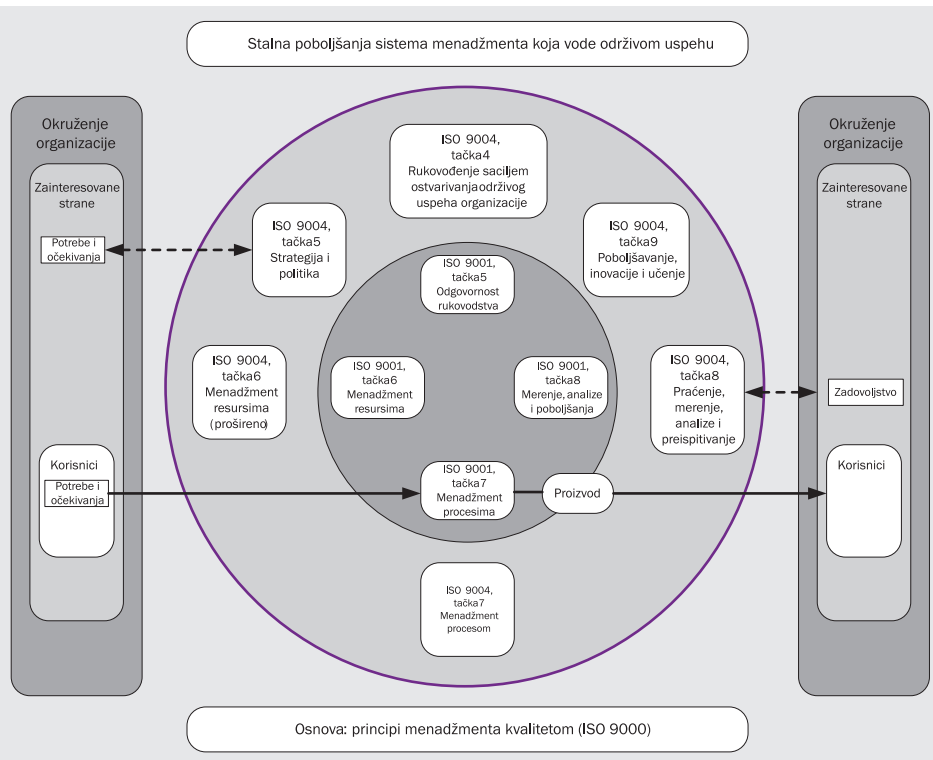 Stalna poboljšanja sistema menadžmenta koja vode održivom uspehu
Okruženje
organizacije
Zainteresovane
strane
Potrebe i
očekivanja
Korisnici
Potrebe i
očekivanja
ISO 9004,
tačka4
Rukovođenje saciljem
ostvarivanjaodrživog
uspeha organizacije
ISO 9004,
tačka5
Strategija i
politika
ISO 9004,
tačka9
Poboljšavanje,
inovacije i učenje
ISO 9001,
tačka5
Odgovornost
rukovodstva
ISO 9004,
tačka6
Menadžment
resursima
(prošireno)
ISO 9001,
tačka6
Menadžment
resursima
ISO 9001,
tačka8
Merenje, analize
i poboljšanja
ISO 9004,
tačka8
Praćenje,
merenje,
analize i
preispitivanje
ISO 9001,
tačka7
Menadžment
procesima
Proizvod
ISO 9004,
tačka7
Menadžment
procesom
Okruženje
organizacije
Zainteresovane
strane
Zadovoljstvo
Korisnici
Osnova: principi menadžmenta kvalitetom (ISO 9000)